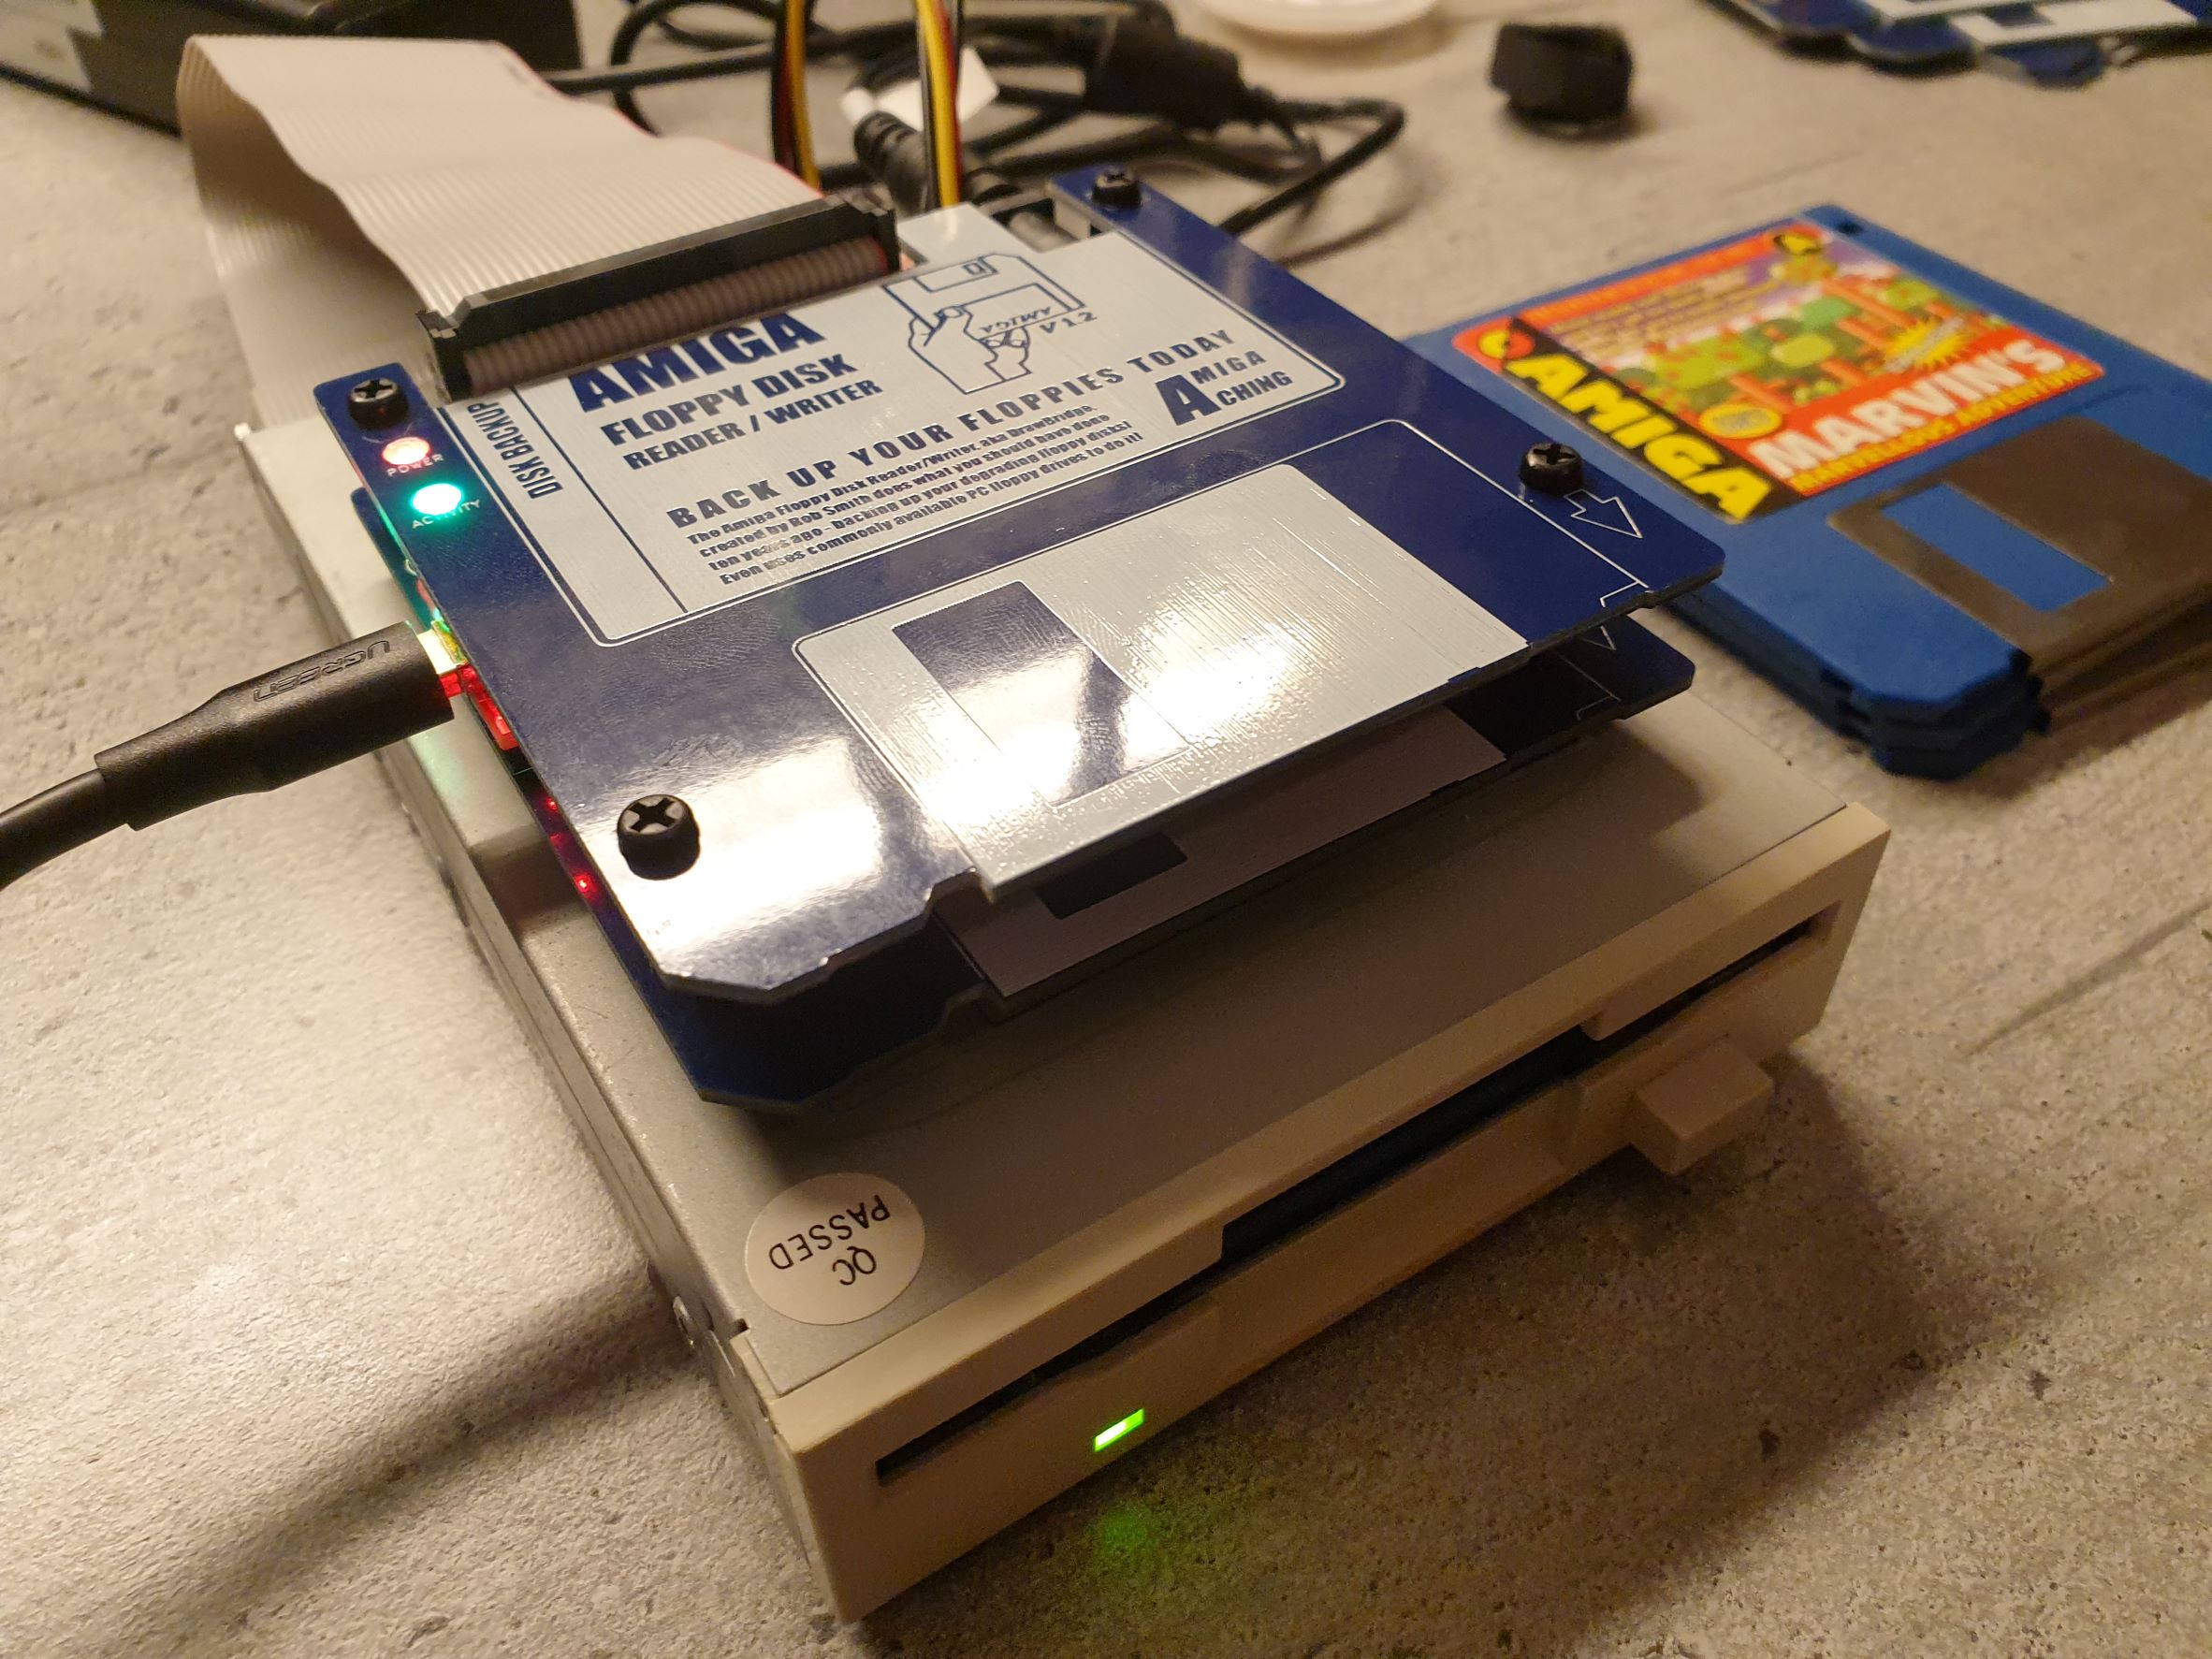 AMIGA
FLOPPY DISK
READER / WRITER
AMIGA
V 1.2
DISK BACKUP
BACK UP YOUR FLOPPIES TODAY
The Amiga Floppy Disk Reader/Writer, aka DrawBridge,
created by Rob Smith does what you should have done
ten years ago - backing up your degrading floppy disks!
Even uses commonly available PC floppy drives to do it!
AMIGA
ACHING
POWER
ACTIVITY
UGREEN
AMIGA
MARVIN'S
MARVELLOUS ADVENTURE
4
QC
PASSED